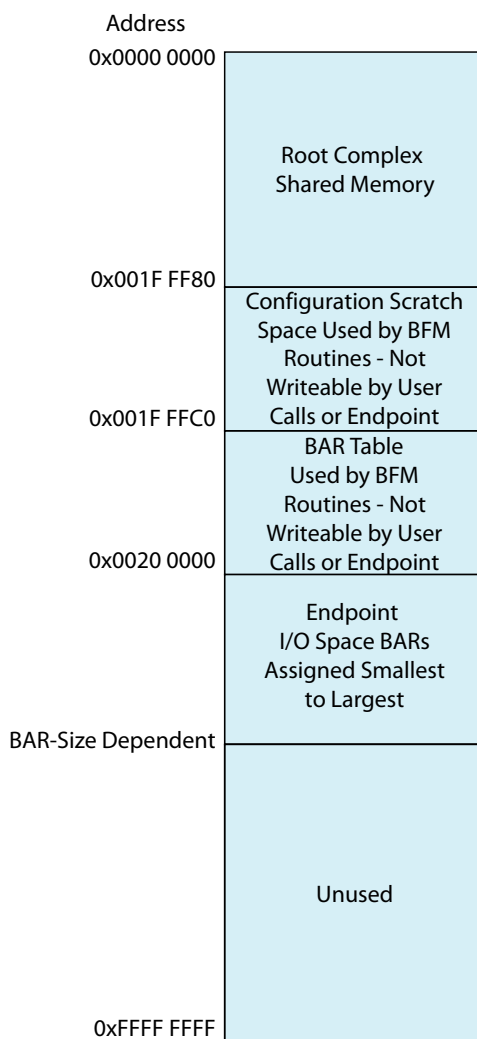 Address
0x0000 0000
Root Complex
Shared Memory
0x001F FF80
Configuration Scratch
Space Used by BFM
Routines - Not
Writeable by User
Calls or Endpoint
0x001F FFC0
BAR Table
Used by BFM
Routines - Not
Writeable by User
Calls or Endpoint
0x0020 0000
Endpoint
I/O Space BARs
Assigned Smallest
to Largest
BAR-Size Dependent
Unused
0xFFFF FFFF